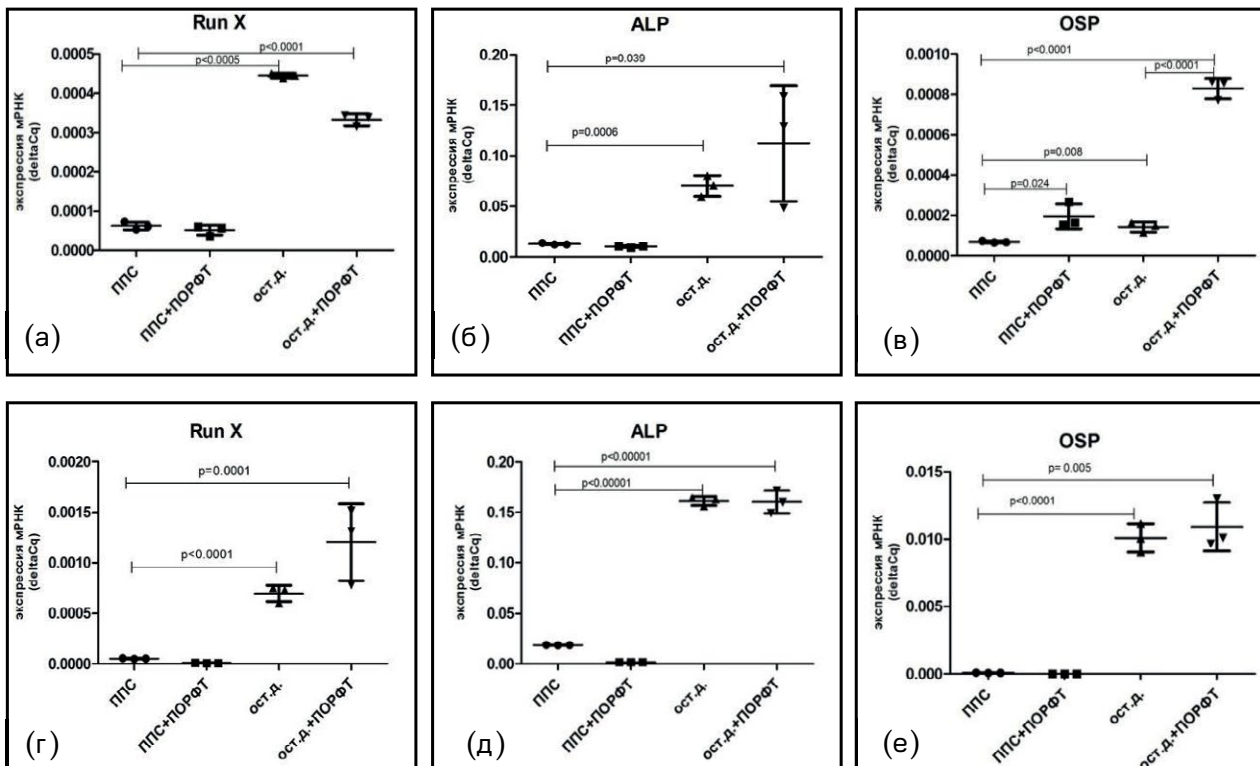 Run X
экспрессия мРНК
(deltaCq)
0.0005
0.0004
0.0003
0.0002
0.0001
0.0000
p<0.0001
p<0.0005
ППС
ППС+ПОРФТ
ост.д.
ост.д.+ПОРФТ
(а)
ALP
экспрессия мРНК
(deltaCq)
0.20
0.15
0.10
0.05
0.00
p=0.039
p=0.0006
ППС
ППС+ПОРФТ
ост.д.
ост.д.+ПОРФТ
(б)
OSP
экспрессия мРНК
(deltaCq)
0.0010
0.0008
0.0006
0.0004
0.0002
0.0000
p<0.0001
p<0.0001
p=0.008
p=0.024
ППС
ППС+ПОРФТ
ост.д.
ост.д.+ПОРФТ
(в)
Run X
экспрессия мРНК
(deltaCq)
0.0020
0.0015
0.0010
0.0005
0.0000
p=0.0001
p<0.0001
ППС
ППС+ПОРФТ
ост.д.
ост.д.+ПОРФТ
(г)
ALP
экспрессия мРНК
(deltaCq)
0.20
0.15
0.10
0.05
0.00
p<0.00001
p<0.00001
ППС
ППС+ПОРФТ
ост.д.
ост.д.+ПОРФТ
(д)
OSP
экспрессия мРНК
(deltaCq)
0.015
0.010
0.005
0.000
p= 0.005
p<0.0001
ППС
ППС+ПОРФТ
ост.д.
ост.д.+ПОРФТ
(е)